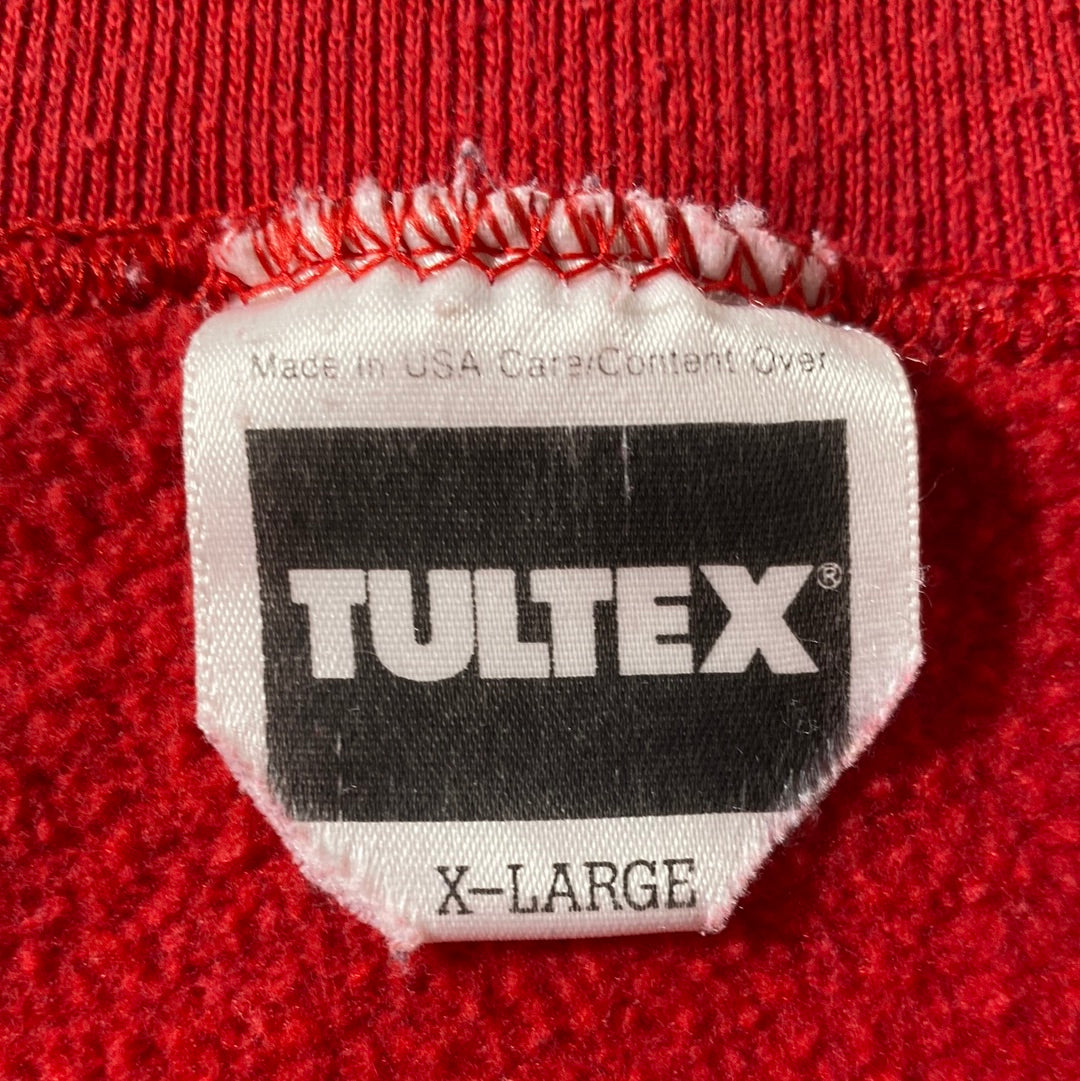 Made In USA Care/Content Over
TULTEX®
X-LARGE